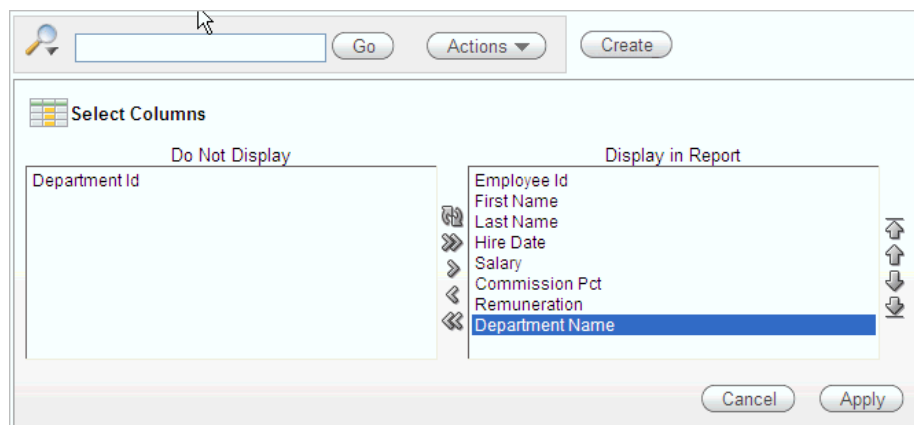 Go Actions Create
Select Columns
Do Not Display
Department Id
Display in Report
Employee Id
First Name
Last Name
Hire Date
Salary
Commission Pct
Remuneration
Department Name
Cancel Apply